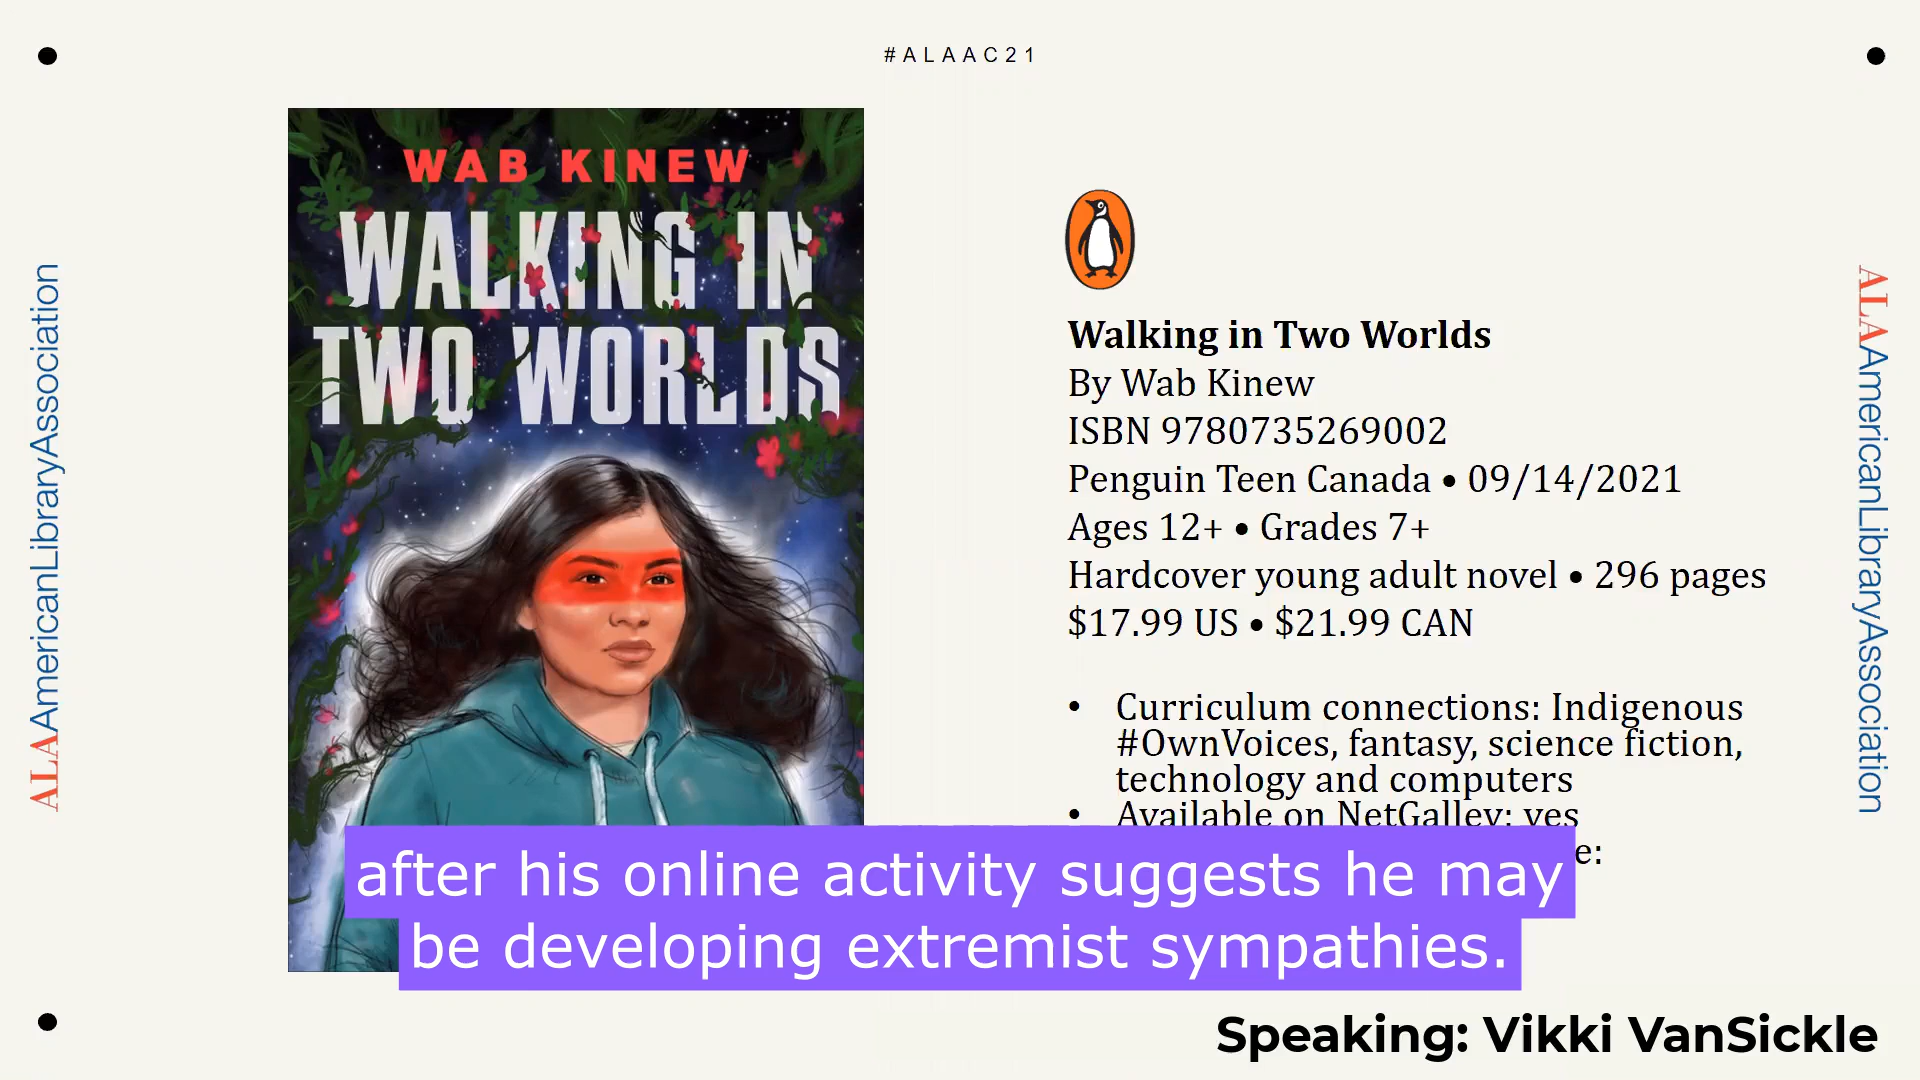 #ALAAC21
WAB KINEW
WALKING IN
TWO WORLDS
Walking in Two Worlds
By Wab Kinew
ISBN 9780735269002
Penguin Teen Canada • 09/14/2021
Ages 12+ • Grades 7+
Hardcover young adult novel • 296 pages
$17.99 US • $21.99 CAN
• Curriculum connections: Indigenous
#OwnVoices, fantasy, science fiction,
technology and computers
• Available on NetGalley: yes
e:
after his online activity suggests he may
be developing extremist sympathies.
Speaking: Vikki VanSickle
ALAAmericanLibraryAssociation
ALAAmericanLibraryAssociation